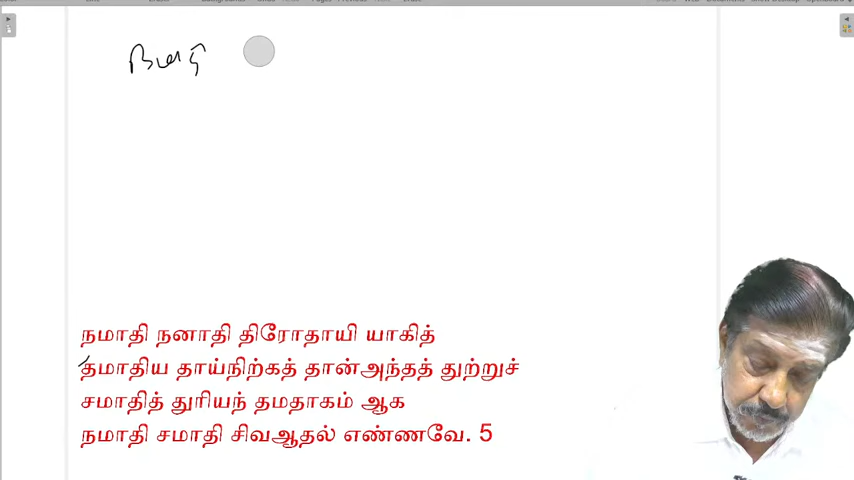 நமாதி நனாதி திரோதாயி யாகித்
தமாதிய தாய்நிற்கத் தான்அந்தத் துற்றுச்
சமாதித் துரியந் தமதாகம் ஆக
நமாதி சமாதி சிவஆதல் எண்ணவே. 5